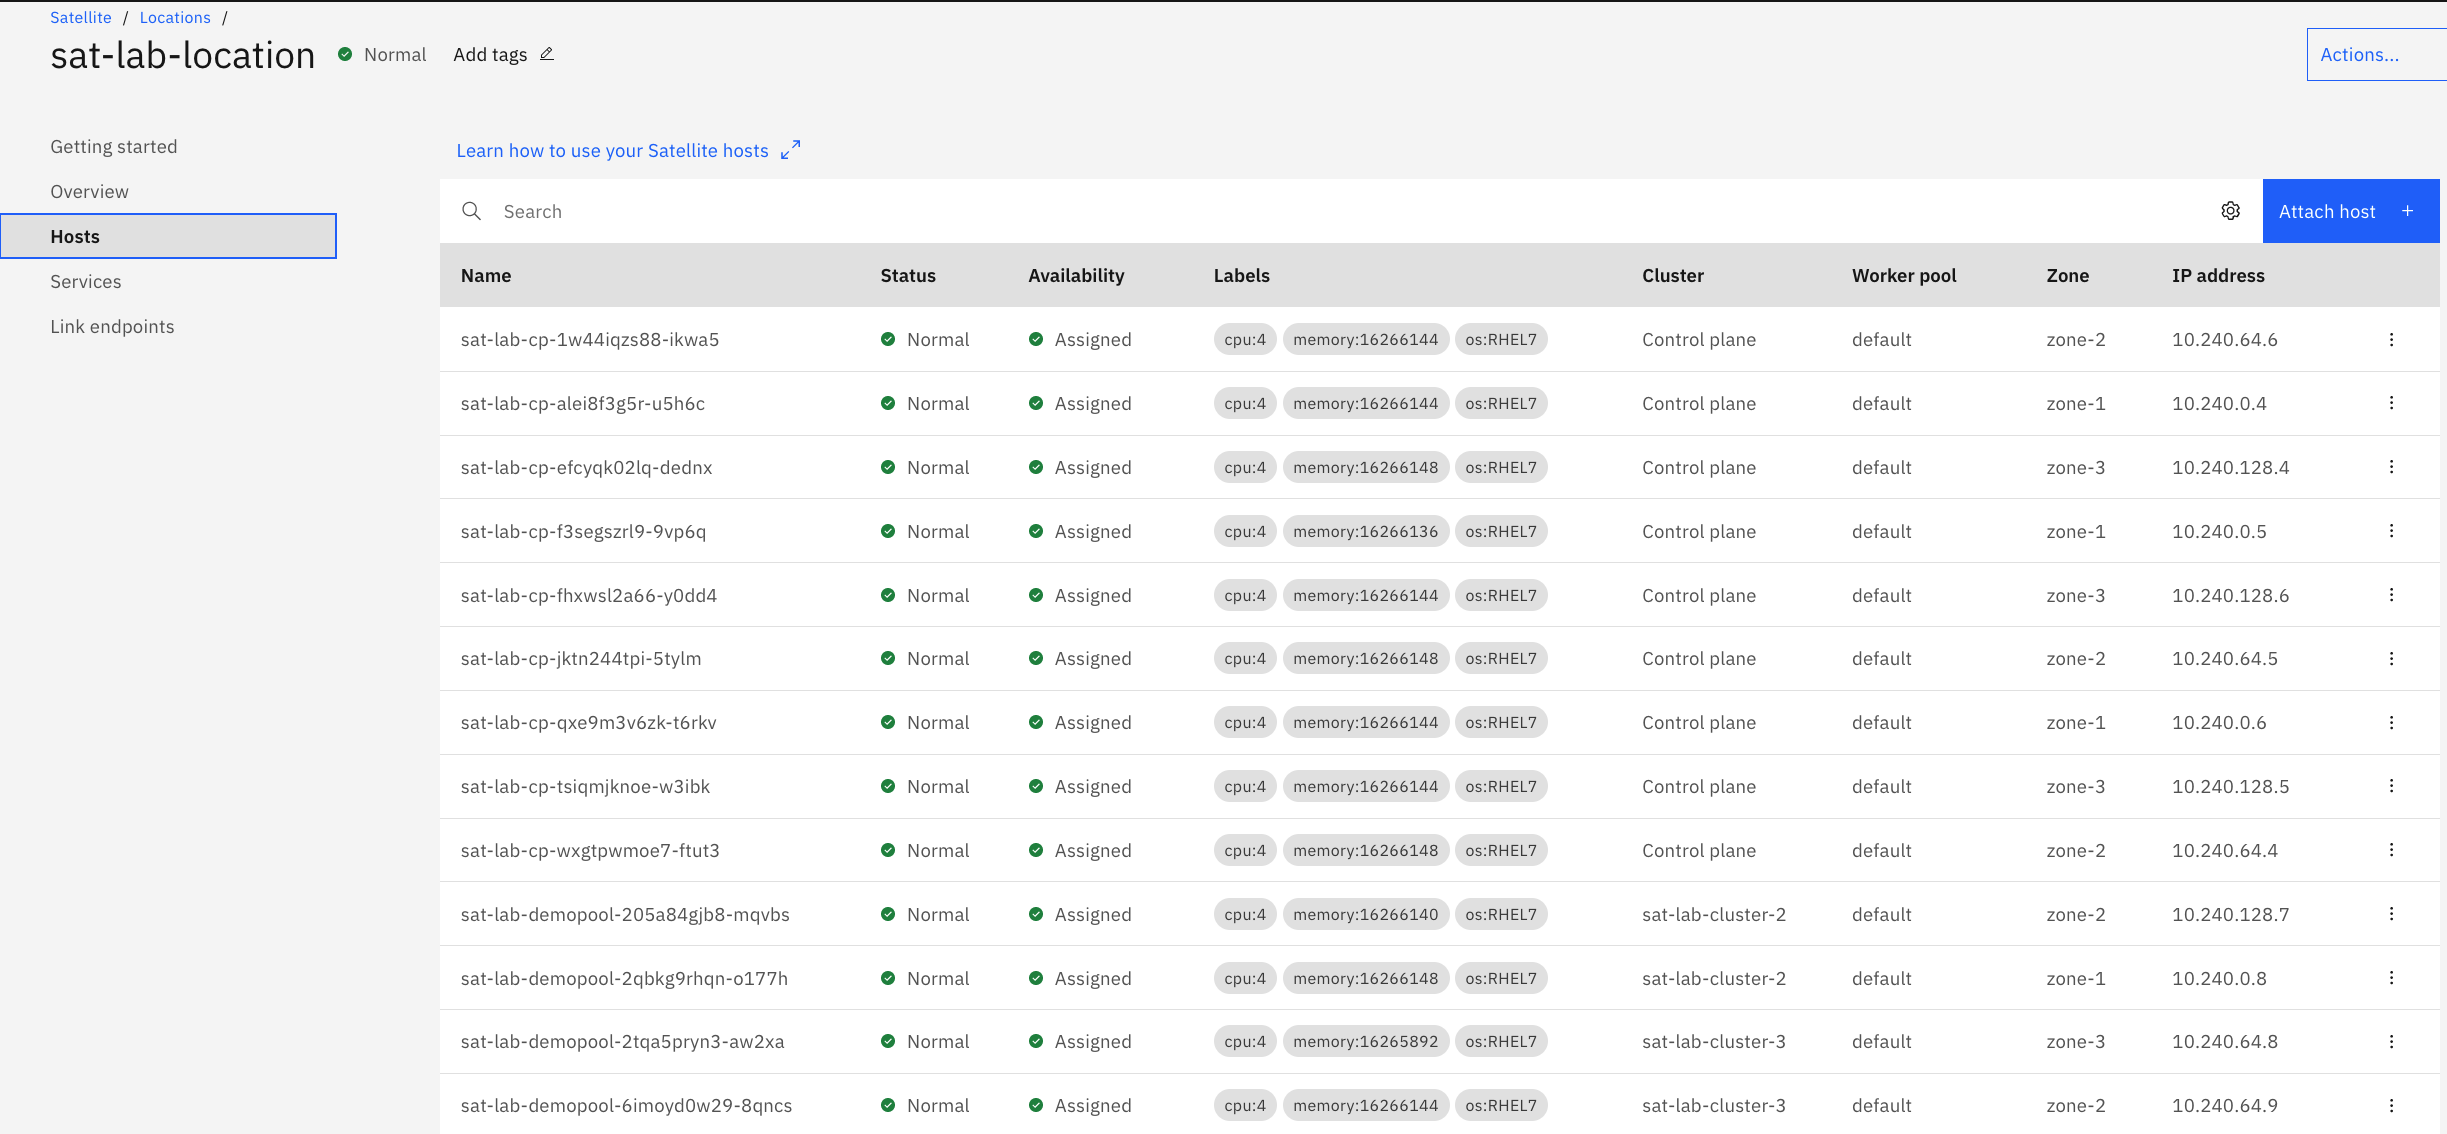 Satellite / Locations /
sat-lab-location Normal Add tags
Actions...
Getting started
Overview
Hosts
Services
Link endpoints
Learn how to use your Satellite hosts
Search
Attach host +
Name Status Availability Labels Cluster Worker pool Zone IP address
sat-lab-cp-1w44iqzs88-ikwa5 Normal Assigned cpu:4 memory:16266144 os:RHEL7 Control plane default zone-2 10.240.64.6
sat-lab-cp-alei8f3g5r-u5h6c Normal Assigned cpu:4 memory:16266144 os:RHEL7 Control plane default zone-1 10.240.0.4
sat-lab-cp-efcyqk02lq-dednx Normal Assigned cpu:4 memory:16266148 os:RHEL7 Control plane default zone-3 10.240.128.4
sat-lab-cp-f3segszrl9-9vp6q Normal Assigned cpu:4 memory:16266136 os:RHEL7 Control plane default zone-1 10.240.0.5
sat-lab-cp-fhxwsl2a66-y0dd4 Normal Assigned cpu:4 memory:16266144 os:RHEL7 Control plane default zone-3 10.240.128.6
sat-lab-cp-jktn244tpi-5tylm Normal Assigned cpu:4 memory:16266148 os:RHEL7 Control plane default zone-2 10.240.64.5
sat-lab-cp-qxe9m3v6zk-t6rkv Normal Assigned cpu:4 memory:16266144 os:RHEL7 Control plane default zone-1 10.240.0.6
sat-lab-cp-tsiqmjknoe-w3ibk Normal Assigned cpu:4 memory:16266144 os:RHEL7 Control plane default zone-3 10.240.128.5
sat-lab-cp-wxgtpwmoe7-ftut3 Normal Assigned cpu:4 memory:16266148 os:RHEL7 Control plane default zone-2 10.240.64.4
sat-lab-demopool-205a84gjb8-mqvbs Normal Assigned cpu:4 memory:16266140 os:RHEL7 sat-lab-cluster-2 default zone-2 10.240.128.7
sat-lab-demopool-2qbkg9rhqn-o177h Normal Assigned cpu:4 memory:16266148 os:RHEL7 sat-lab-cluster-2 default zone-1 10.240.0.8
sat-lab-demopool-2tqa5pryn3-aw2xa Normal Assigned cpu:4 memory:16265892 os:RHEL7 sat-lab-cluster-3 default zone-3 10.240.64.8
sat-lab-demopool-6imoyd0w29-8qncs Normal Assigned cpu:4 memory:16266144 os:RHEL7 sat-lab-cluster-3 default zone-2 10.240.64.9